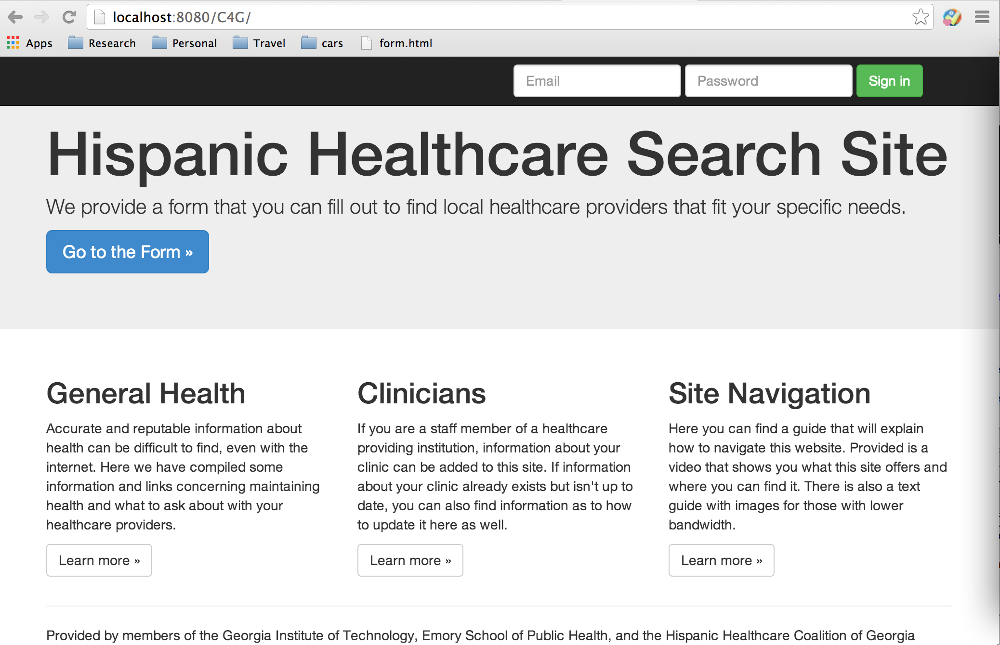 localhost:8080/C4G/
Apps Research Personal Travel cars form.html
Email Password Sign in
Hispanic Healthcare Search Site
We provide a form that you can fill out to find local healthcare providers that fit your specific needs.
Go to the Form »
General Health
Accurate and reputable information about
health can be difficult to find, even with the
internet. Here we have compiled some
information and links concerning maintaining
health and what to ask about with your
healthcare providers.
Learn more »
Clinicians
If you are a staff member of a healthcare
providing institution, information about your
clinic can be added to this site. If information
about your clinic already exists but isn't up to
date, you can also find information as to how
to update it here as well.
Learn more »
Site Navigation
Here you can find a guide that will explain
how to navigate this website. Provided is a
video that shows you what this site offers and
where you can find it. There is also a text
guide with images for those with lower
bandwidth.
Learn more »
Provided by members of the Georgia Institute of Technology, Emory School of Public Health, and the Hispanic Healthcare Coalition of Georgia